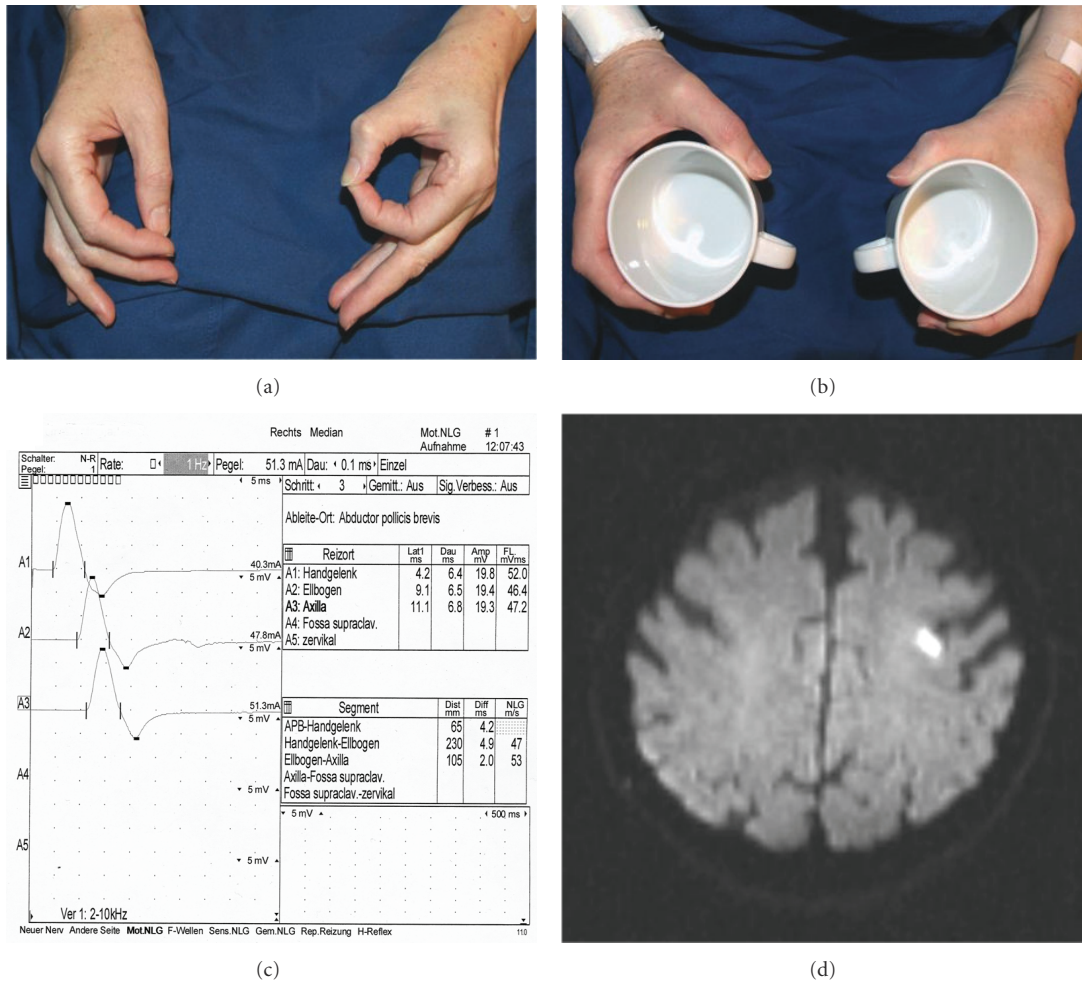 (a)
(b)
Rechts Median Mot.NLG # 1
Aufnahme 12:07:43
Schalter: N-R
Pegel: 1
Rate: 1 Hz Pegel: 51.3 mA Dau: 0.1 ms Einzel
5 ms
Schritt: 3 Gemitt.: Aus Sig.Verbess.: Aus
Ableite-Ort: Abductor pollicis brevis
Reizort Lat1 ms Dau ms Amp mV FL. mVms
A1: Handgelenk 4.2 6.4 19.8 52.0
A2: Ellbogen 9.1 6.5 19.4 46.4
A3: Axilla 11.1 6.8 19.3 47.2
A4: Fossa supraclav.
A5: zervikal
A1
40.3mA
5 mV
A2
47.8mA
5 mV
A3
51.3mA
5 mV
A4
5 mV
A5
5 mV
Segment Dist mm Diff ms NLG m/s
APB-Handgelenk 65 4.2
Handgelenk-Ellbogen 230 4.9 47
Ellbogen-Axilla 105 2.0 53
Axilla-Fossa supraclav.
Fossa supraclav.-zervikal
5 mV 500 ms
Ver 1: 2-10kHz
Neuer Nerv Andere Seite Mot.NLG F-Wellen Sens.NLG Gem.NLG Rep.Reizung H-Reflex 110
(c)
(d)